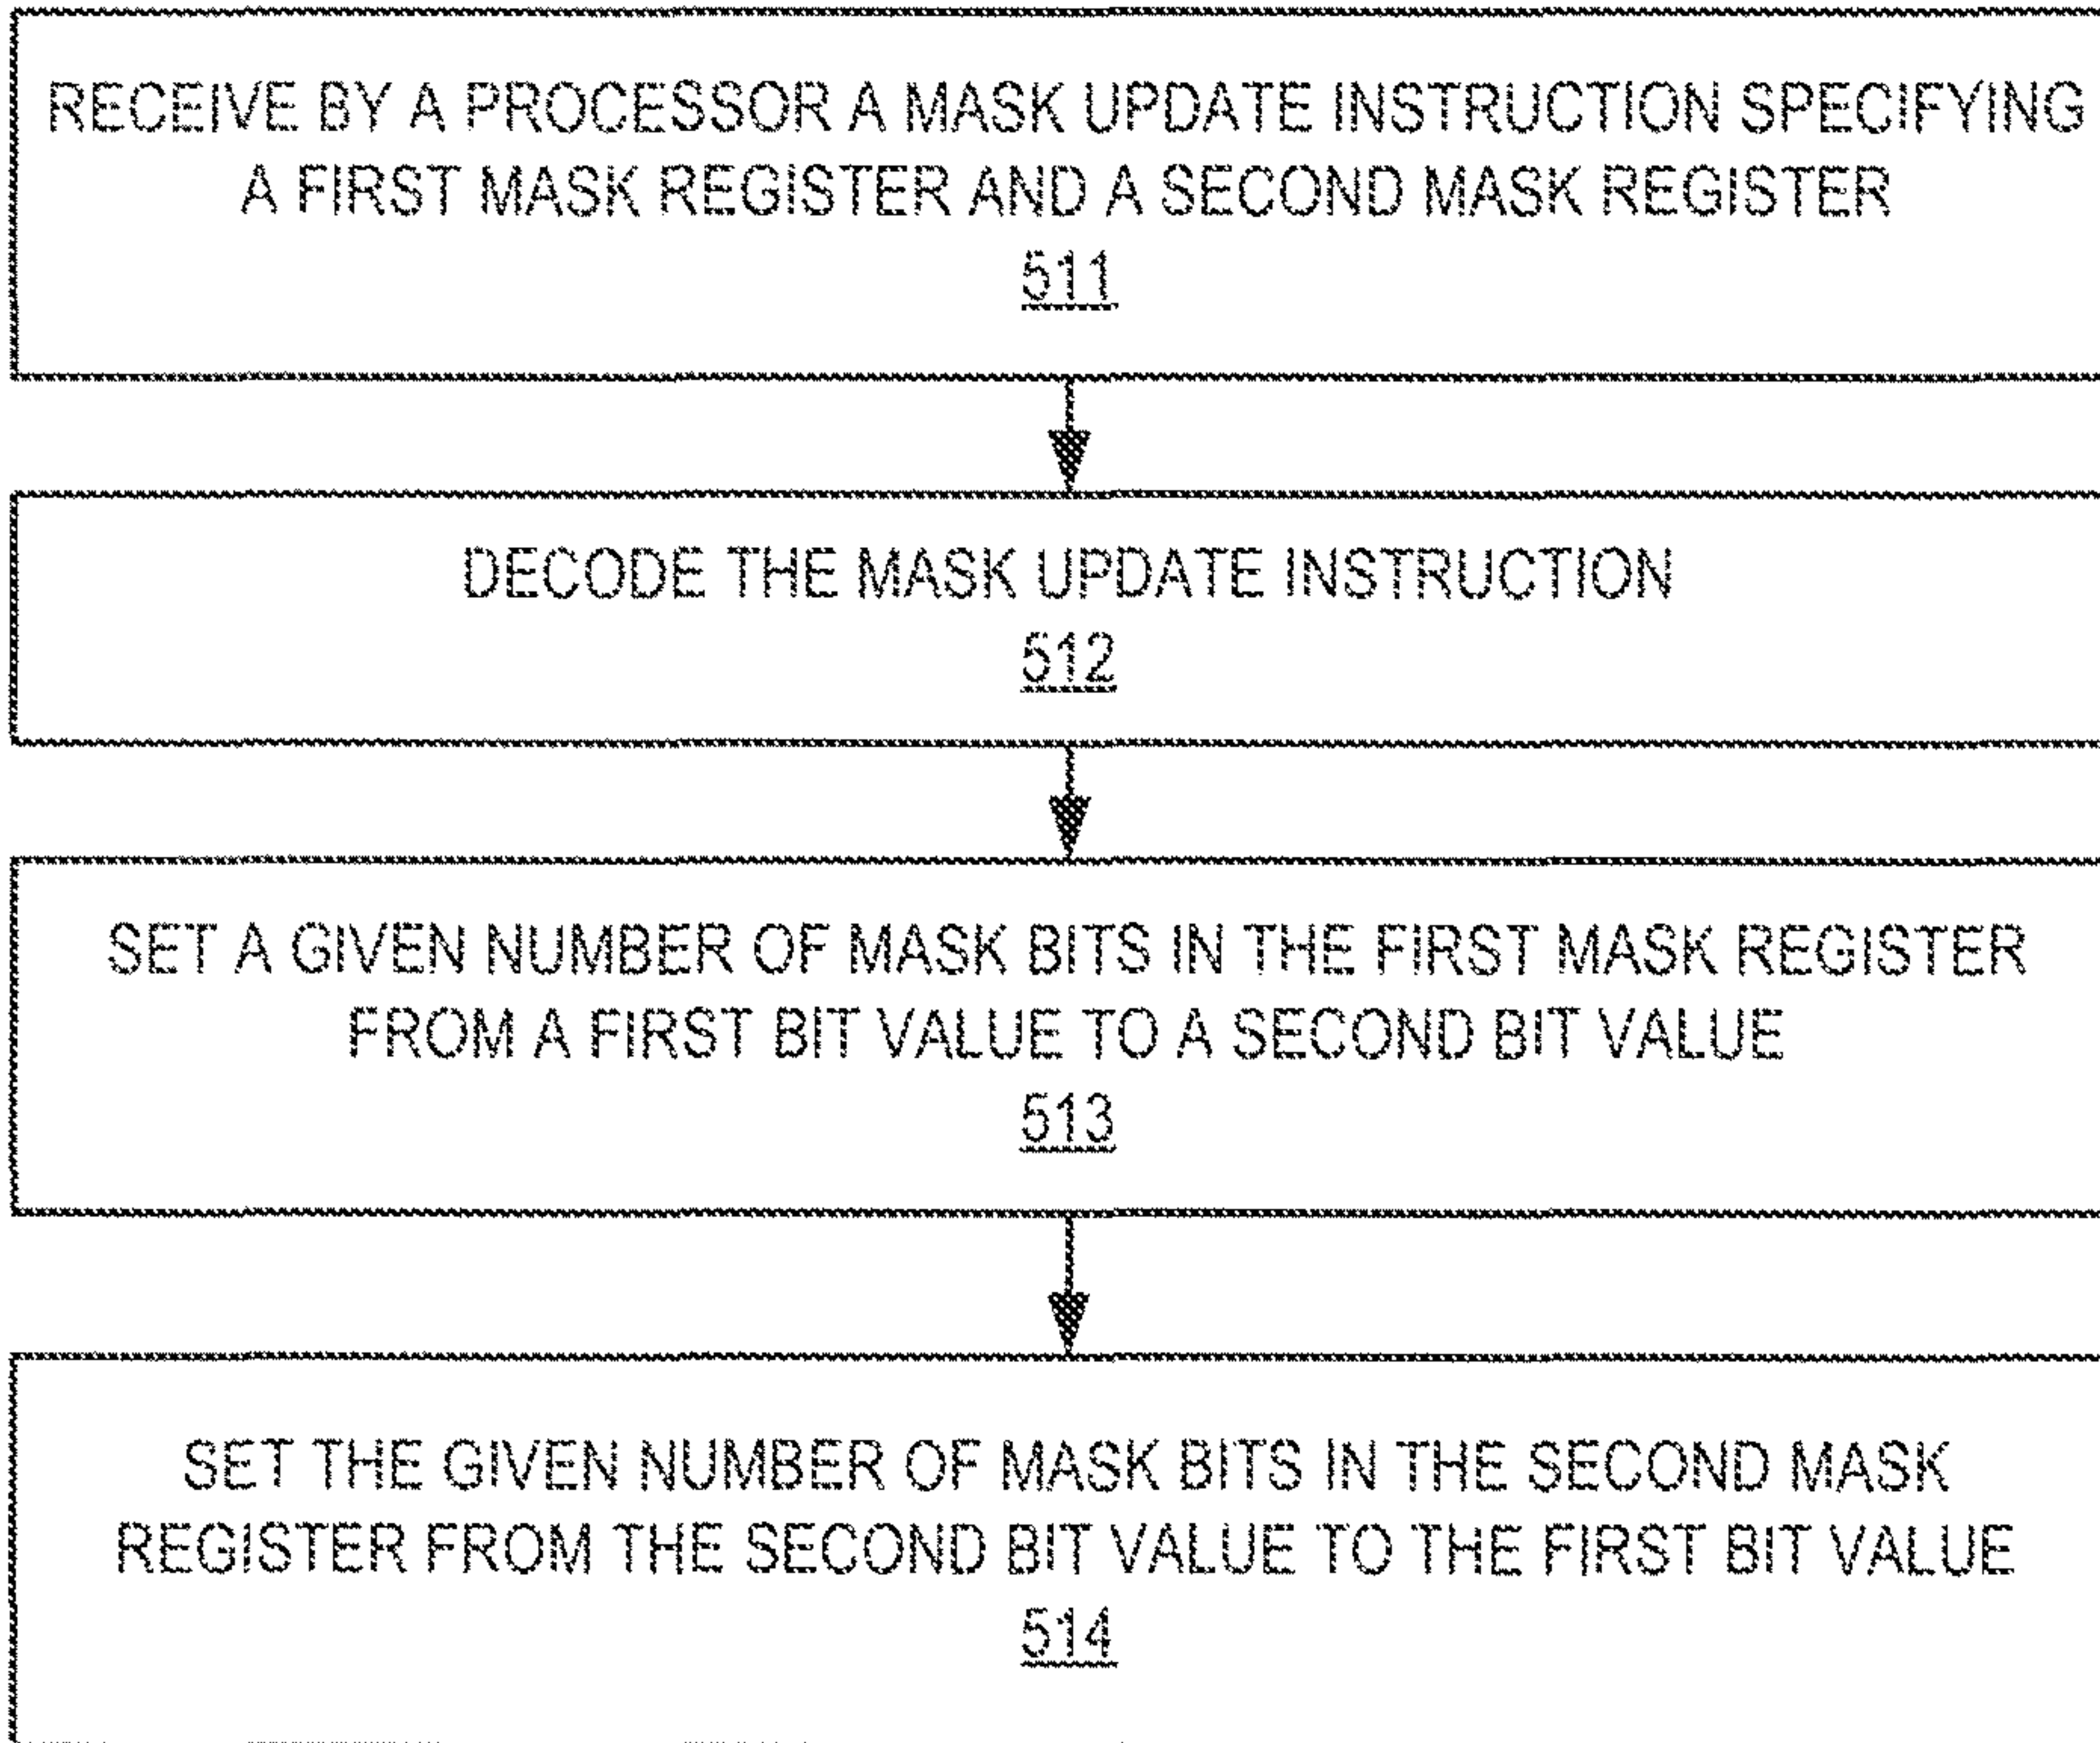 RECEIVE BY A PROCESSOR A MASK UPDATE INSTRUCTION SPECIFYING
A FIRST MASK REGISTER AND A SECOND MASK REGISTER
511
DECODE THE MASK UPDATE INSTRUCTION
512
SET A GIVEN NUMBER OF MASK BITS IN THE FIRST MASK REGISTER
FROM A FIRST BIT VALUE TO A SECOND BIT VALUE
513
SET THE GIVEN NUMBER OF MASK BITS IN THE SECOND MASK
REGISTER FROM THE SECOND BIT VALUE TO THE FIRST BIT VALUE
514